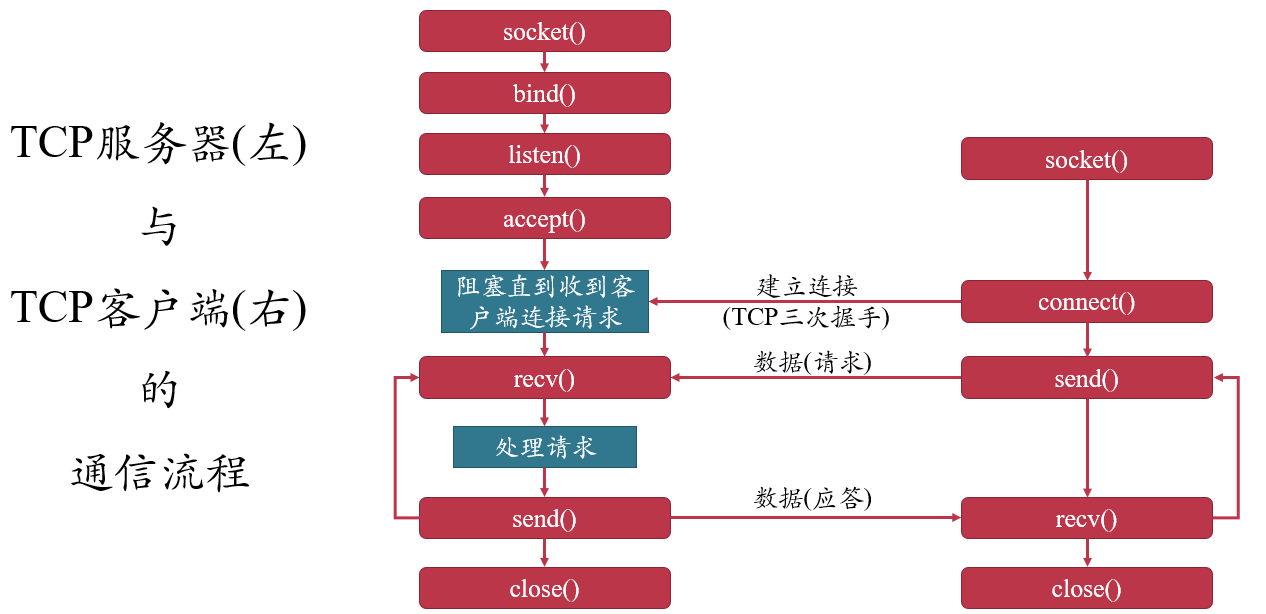 TCP服务器(左)
与
TCP客户端(右)
的
通信流程
socket()
bind()
listen()
accept()
阻塞直到收到客
户端连接请求
recv()
处理请求
send()
close()
建立连接
(TCP三次握手)
数据(请求)
数据(应答)
socket()
connect()
send()
recv()
close()